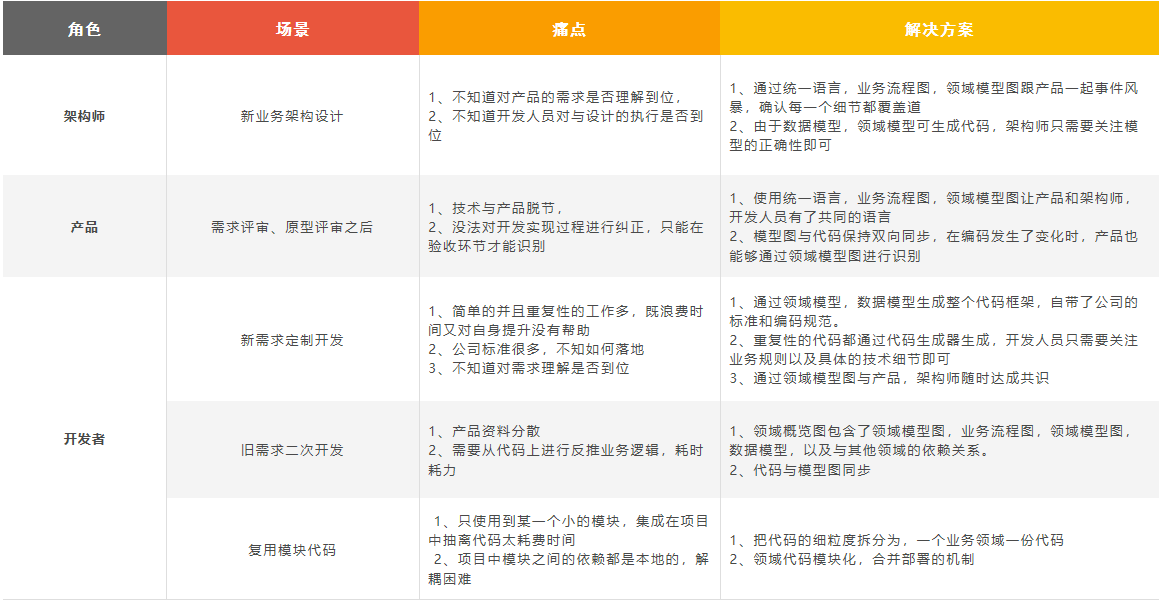 角色
场景
痛点
解决方案
架构师
新业务架构设计
1、不知道对产品的需求是否理解到位，
2、不知道开发人员对与设计的执行是否到
位
1、通过统一语言，业务流程图，领域模型图跟产品一起事件风
暴，确认每一个细节都覆盖道
2、由于数据模型，领域模型可生成代码，架构师只需要关注模
型的正确性即可
产品
需求评审、原型评审之后
1、技术与产品脱节，
2、没法对开发实现过程进行纠正，只能在
验收环节才能识别
1、使用统一语言，业务流程图，领域模型图让产品和架构师，
开发人员有了共同的语言
2、模型图与代码保持双向同步，在编码发生了变化时，产品也
能够通过领域模型图进行识别
开发者
新需求定制开发
1、简单的并且重复性的工作多，既浪费时
间又对自身提升没有帮助
2、公司标准很多，不知如何落地
3、不知道对需求理解是否到位
1、通过领域模型，数据模型生成整个代码框架，自带了公司的
标准和编码规范。
2、重复性的代码都通过代码生成器生成，开发人员只需要关注
业务规则以及具体的技术细节即可
3、通过领域模型图与产品，架构师随时达成共识
旧需求二次开发
1、产品资料分散
2、需要从代码上进行反推业务逻辑，耗时
耗力
1、领域概览图包含了领域模型图，业务流程图，领域模型图，
数据模型，以及与其他领域的依赖关系。
2、代码与模型图同步
复用模块代码
1、只使用到某一个小的模块，集成在项目
中抽离代码太耗费时间
2、项目中模块之间的依赖都是本地的，解
耦困难
1、把代码的细粒度拆分为，一个业务领域一份代码
2、领域代码模块化，合并部署的机制